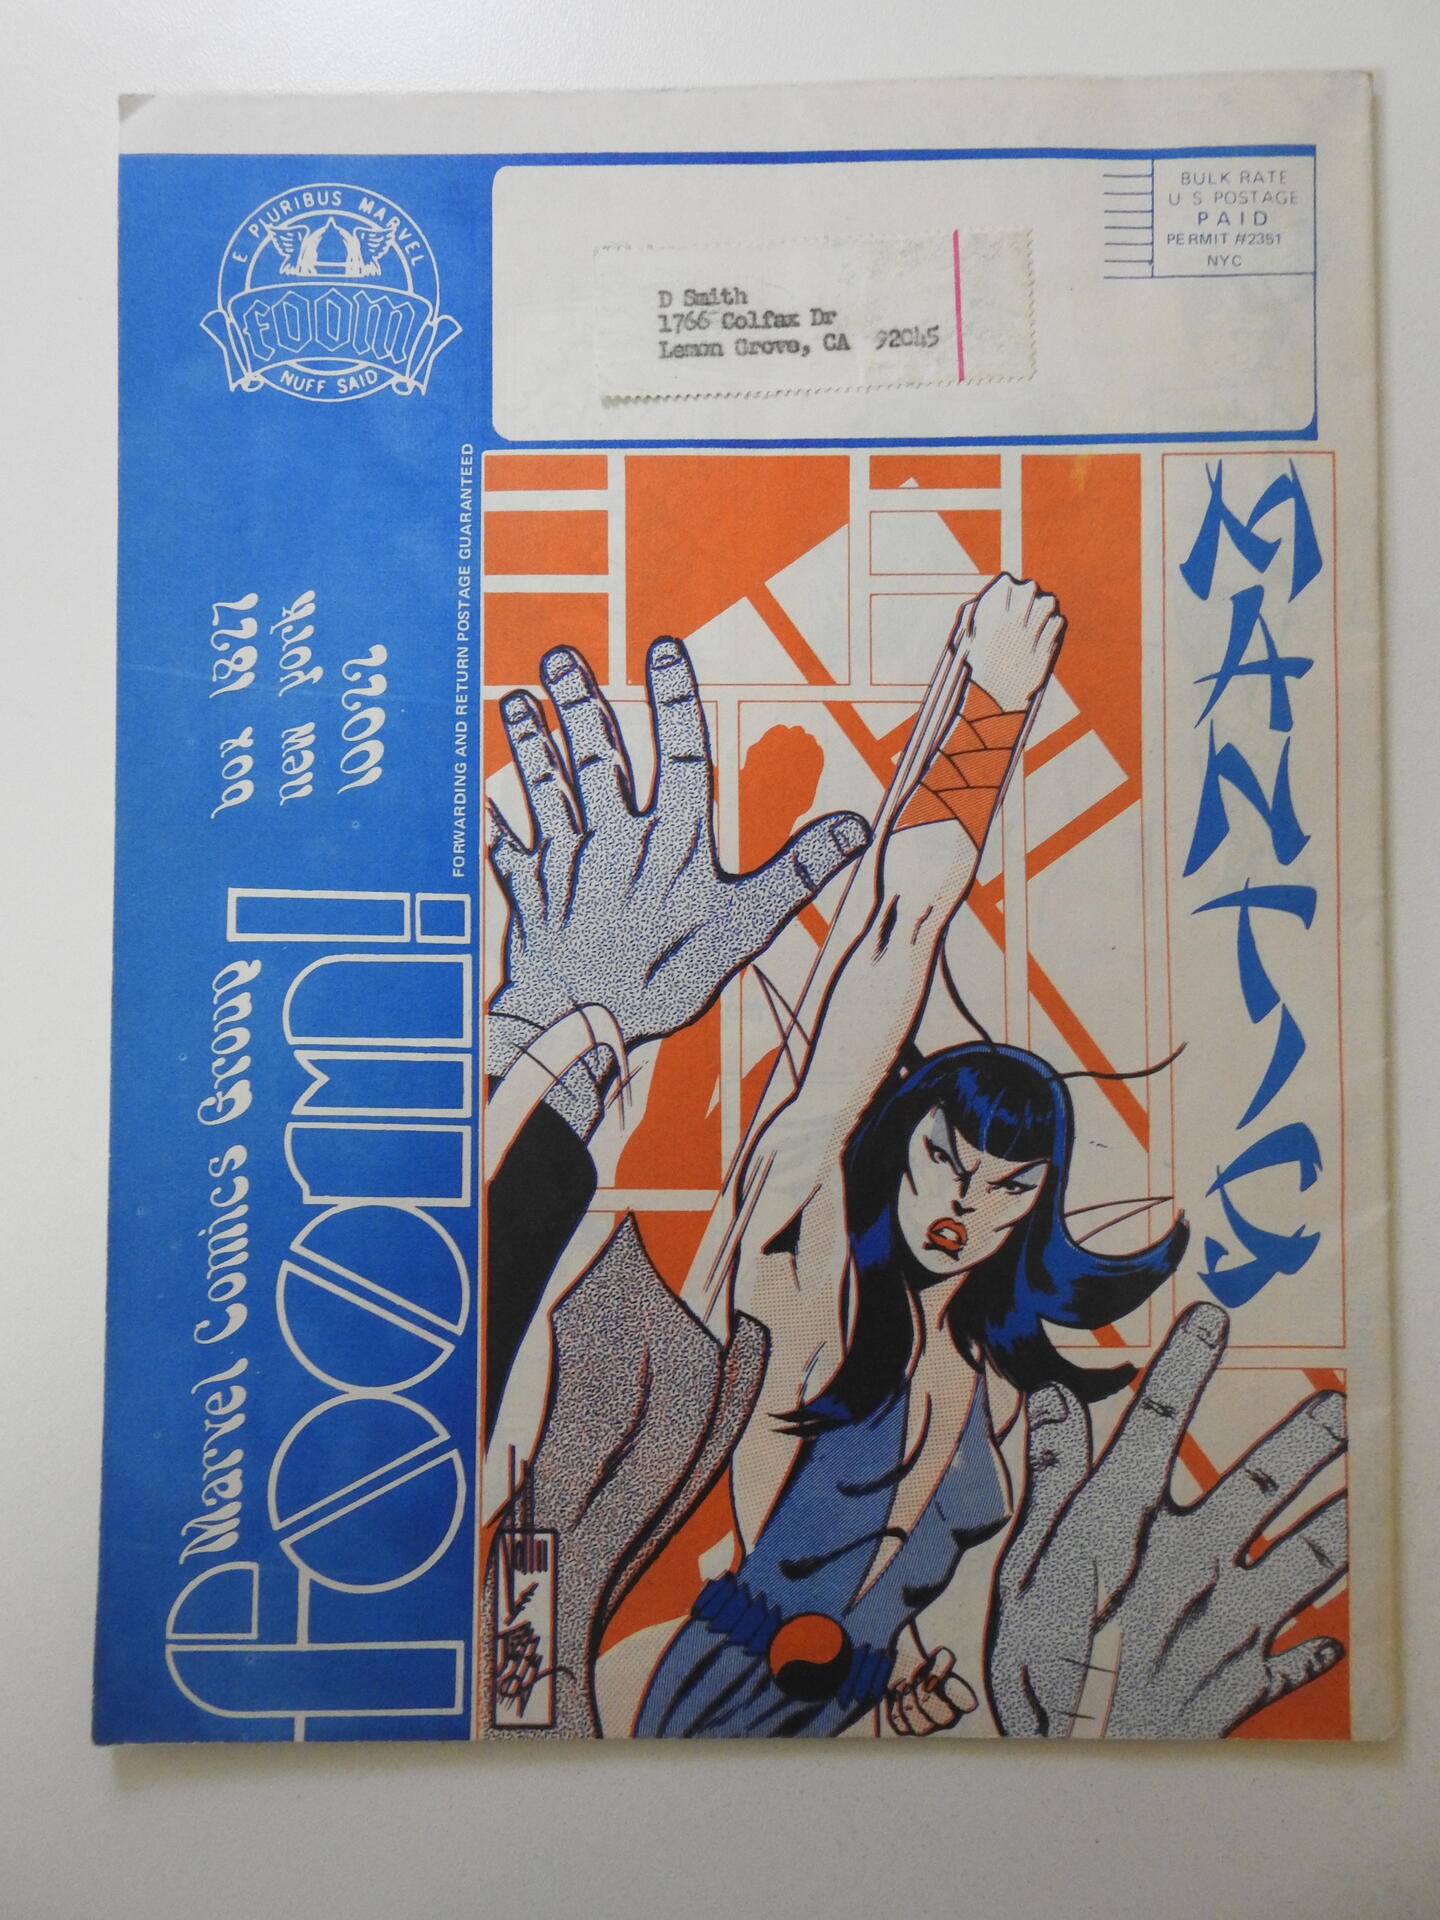 E PLURIBUS MARVEL
FOOM
NUFF SAID
D Smith
1766 Colfax Dr
Lemon Grove, CA 92045
BULK RATE
U S POSTAGE
PAID
PERMIT #2351
NYC
FORWARDING AND RETURN POSTAGE GUARANTEED
Marvel Comics Group
foom!
box 1827
new york
10022
MANTIS